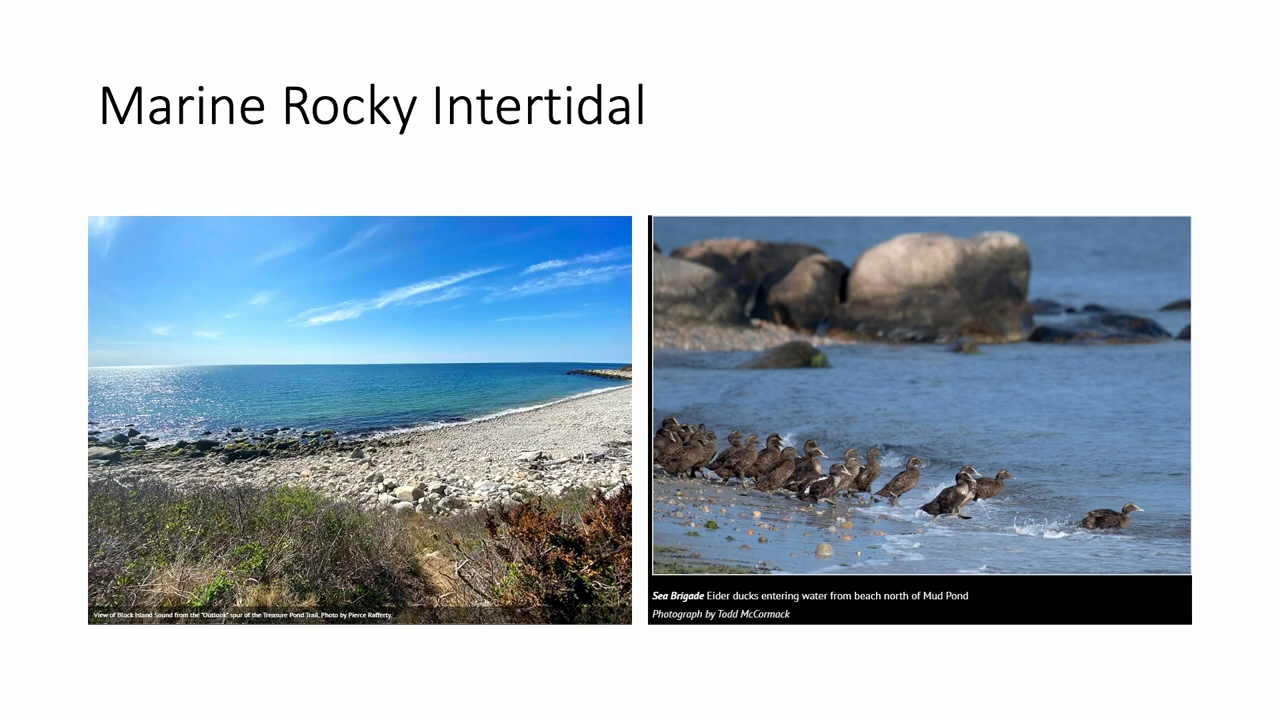 Marine Rocky Intertidal
View of Block Island Sound from the "Outlook" spur of the Treasure Pond Trail. Photo by Pierce Rafferty.
Sea Brigade Eider ducks entering water from beach north of Mud Pond
Photograph by Todd McCormack